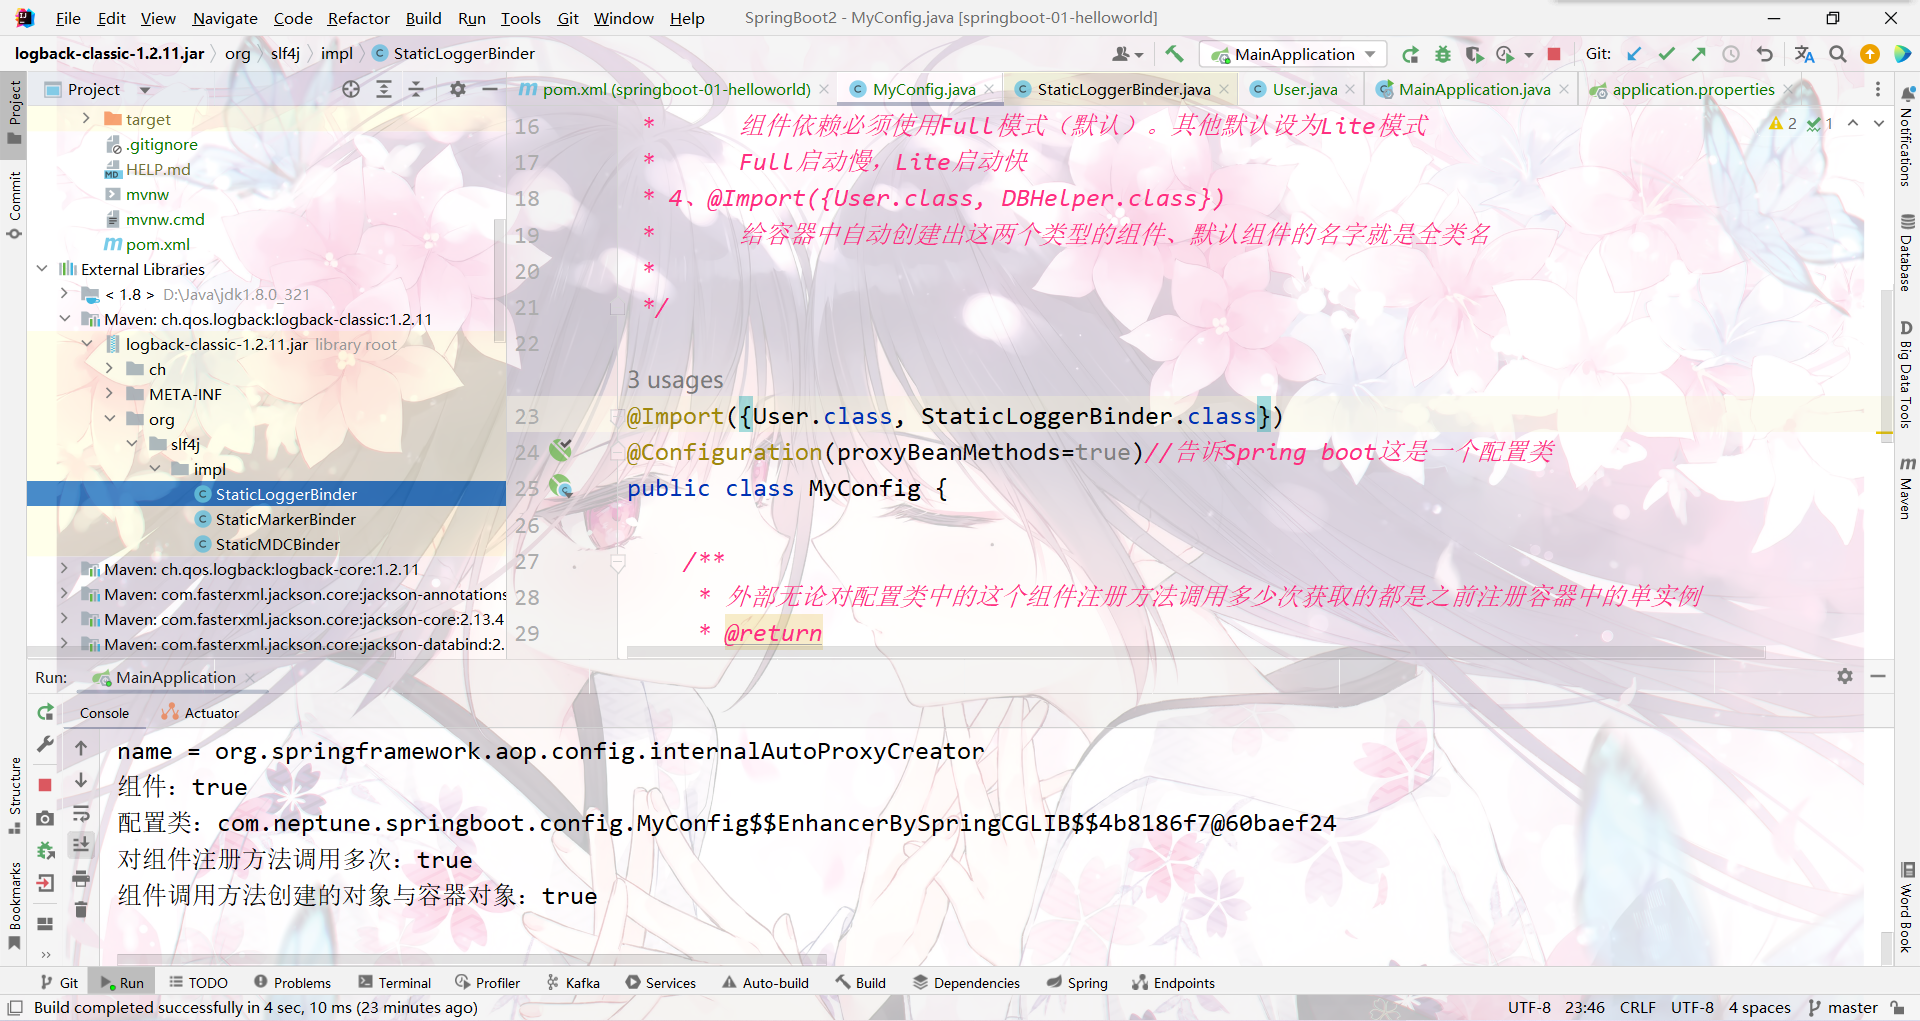 File Edit View Navigate Code Refactor Build Run Tools Git Window Help SpringBoot2 - MyConfig.java [springboot-01-helloworld]
logback-classic-1.2.11.jar org slf4j impl StaticLoggerBinder MainApplication Git:
Project
pom.xml (springboot-01-helloworld) MyConfig.java StaticLoggerBinder.java User.java MainApplication.java application.properties
Project
Commit
Structure
Bookmarks
target
.gitignore
HELP.md
mvnw
mvnw.cmd
pom.xml
External Libraries
< 1.8 > D:\Java\jdk1.8.0_321
Maven: ch.qos.logback:logback-classic:1.2.11
logback-classic-1.2.11.jar library root
ch
META-INF
org
slf4j
impl
StaticLoggerBinder
StaticMarkerBinder
StaticMDCBinder
Maven: ch.qos.logback:logback-core:1.2.11
Maven: com.fasterxml.jackson.core:jackson-annotations
Maven: com.fasterxml.jackson.core:jackson-core:2.13.4
Maven: com.fasterxml.jackson.core:jackson-databind:2.
2 1
16 * 组件依赖必须使用Full模式（默认）。其他默认设为Lite模式
17 * Full启动慢，Lite启动快
18 * 4、@Import({User.class, DBHelper.class})
19 * 给容器中自动创建出这两个类型的组件、默认组件的名字就是全类名
20 *
21 */
22
3 usages
23 @Import({User.class, StaticLoggerBinder.class})
24 @Configuration(proxyBeanMethods=true)//告诉Spring boot这是一个配置类
25 public class MyConfig {
26
27 /**
28 * 外部无论对配置类中的这个组件注册方法调用多少次获取的都是之前注册容器中的单实例
29 * @return
Notifications
Database
D Big Data Tools
Maven
Word Book
Run: MainApplication
Console Actuator
name = org.springframework.aop.config.internalAutoProxyCreator
组件：true
配置类：com.neptune.springboot.config.MyConfig$$EnhancerBySpringCGLIB$$4b8186f7@60baef24
对组件注册方法调用多次：true
组件调用方法创建的对象与容器对象：true
Git Run TODO Problems Terminal Profiler Kafka Services Auto-build Build Dependencies Spring Endpoints
Build completed successfully in 4 sec, 10 ms (23 minutes ago) UTF-8 23:46 CRLF UTF-8 4 spaces master